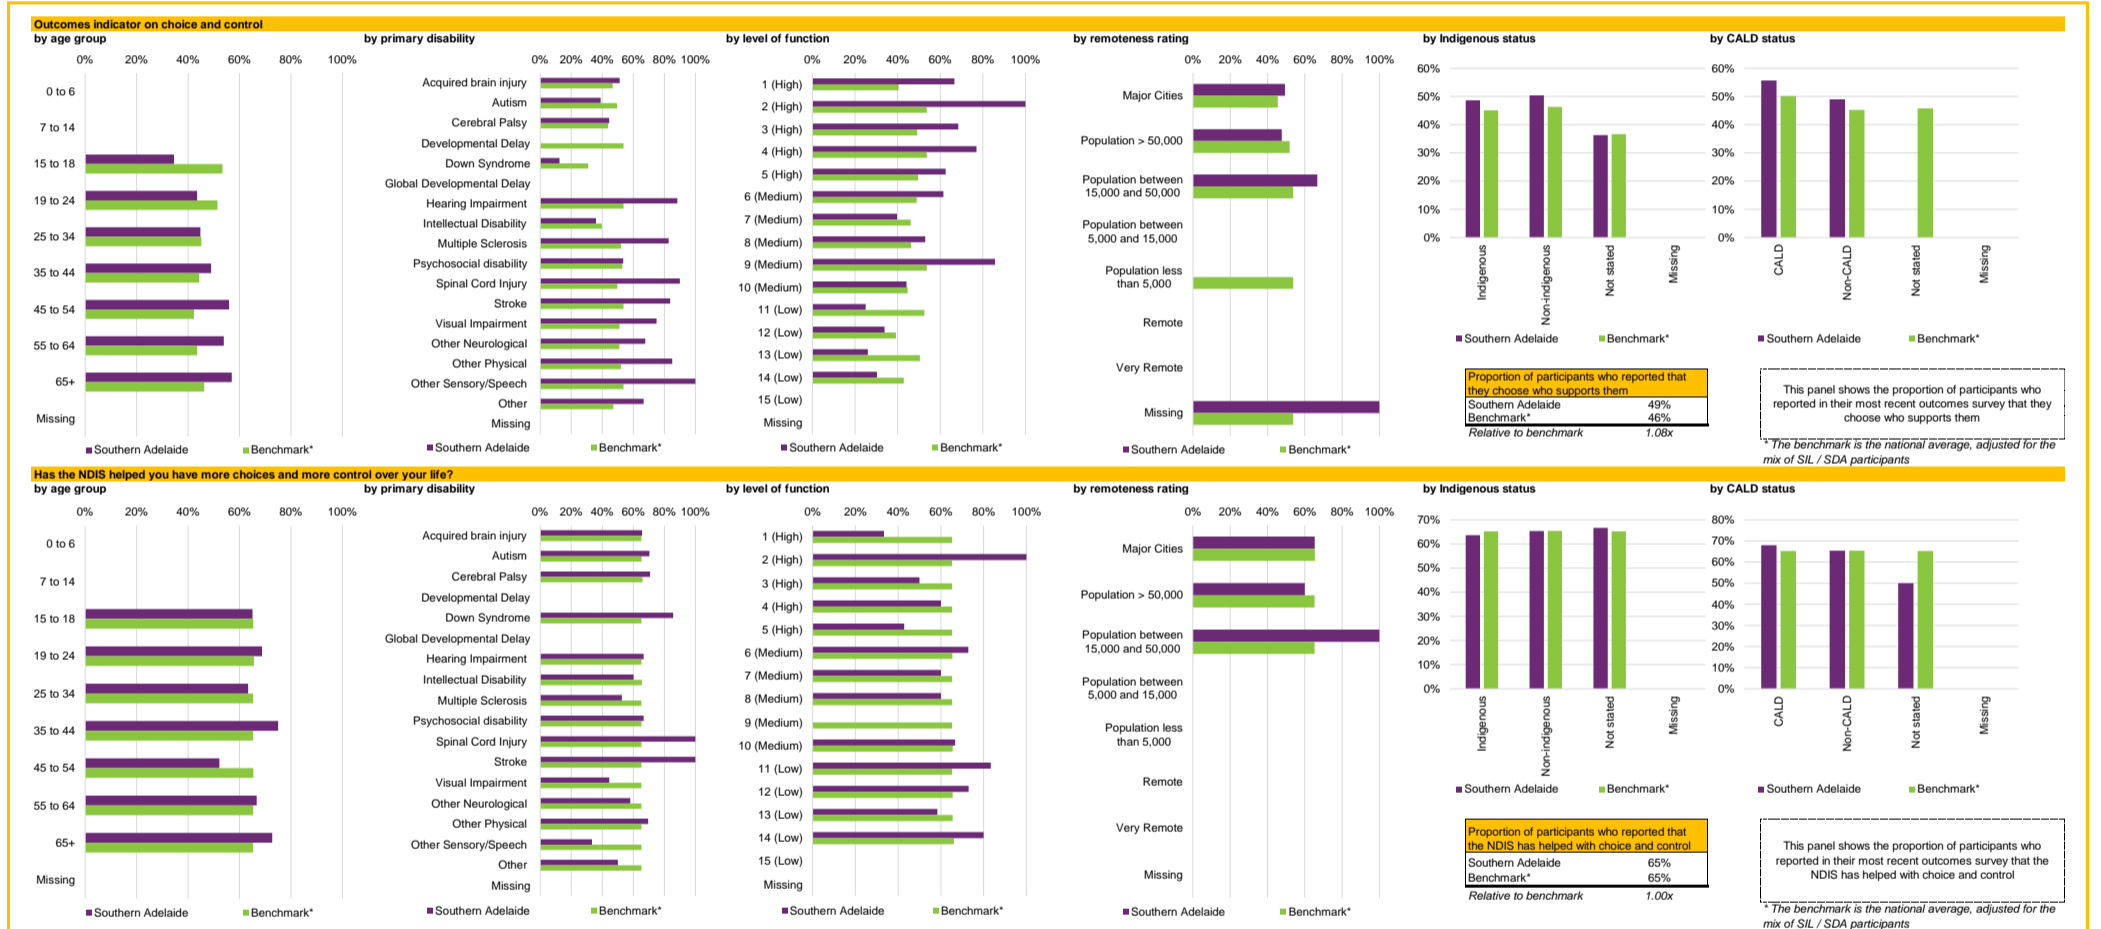 Outcomes indicator on choice and control
by age group
0% 20% 40% 60% 80% 100%
0 to 6
7 to 14
15 to 18
19 to 24
25 to 34
35 to 44
45 to 54
55 to 64
65+
Missing
Southern Adelaide Benchmark*
by primary disability
0% 20% 40% 60% 80% 100%
Acquired brain injury
Autism
Cerebral Palsy
Developmental Delay
Down Syndrome
Global Developmental Delay
Hearing Impairment
Intellectual Disability
Multiple Sclerosis
Psychosocial disability
Spinal Cord Injury
Stroke
Visual Impairment
Other Neurological
Other Physical
Other Sensory/Speech
Other
Missing
Southern Adelaide Benchmark*
by level of function
0% 20% 40% 60% 80% 100%
1 (High)
2 (High)
3 (High)
4 (High)
5 (High)
6 (Medium)
7 (Medium)
8 (Medium)
9 (Medium)
10 (Medium)
11 (Low)
12 (Low)
13 (Low)
14 (Low)
15 (Low)
Missing
Southern Adelaide Benchmark*
by remoteness rating
0% 20% 40% 60% 80% 100%
Major Cities
Population > 50,000
Population between
15,000 and 50,000
Population between
5,000 and 15,000
Population less
than 5,000
Remote
Very Remote
Missing
Southern Adelaide Benchmark*
by Indigenous status
60%
50%
40%
30%
20%
10%
0%
Indigenous
Non-indigenous
Not stated
Missing
Southern Adelaide Benchmark*
Proportion of participants who reported that
they choose who supports them
Southern Adelaide 49%
Benchmark* 46%
Relative to benchmark 1.08x
by CALD status
60%
50%
40%
30%
20%
10%
0%
CALD
Non-CALD
Not stated
Missing
Southern Adelaide Benchmark*
This panel shows the proportion of participants who
reported in their most recent outcomes survey that they
choose who supports them
* The benchmark is the national average, adjusted for the
mix of SIL / SDA participants
Has the NDIS helped you have more choices and more control over your life?
by age group
0% 20% 40% 60% 80% 100%
0 to 6
7 to 14
15 to 18
19 to 24
25 to 34
35 to 44
45 to 54
55 to 64
65+
Missing
Southern Adelaide Benchmark*
by primary disability
0% 20% 40% 60% 80% 100%
Acquired brain injury
Autism
Cerebral Palsy
Developmental Delay
Down Syndrome
Global Developmental Delay
Hearing Impairment
Intellectual Disability
Multiple Sclerosis
Psychosocial disability
Spinal Cord Injury
Stroke
Visual Impairment
Other Neurological
Other Physical
Other Sensory/Speech
Other
Missing
Southern Adelaide Benchmark*
by level of function
0% 20% 40% 60% 80% 100%
1 (High)
2 (High)
3 (High)
4 (High)
5 (High)
6 (Medium)
7 (Medium)
8 (Medium)
9 (Medium)
10 (Medium)
11 (Low)
12 (Low)
13 (Low)
14 (Low)
15 (Low)
Missing
Southern Adelaide Benchmark*
by remoteness rating
0% 20% 40% 60% 80% 100%
Major Cities
Population > 50,000
Population between
15,000 and 50,000
Population between
5,000 and 15,000
Population less
than 5,000
Remote
Very Remote
Missing
Southern Adelaide Benchmark*
by Indigenous status
70%
60%
50%
40%
30%
20%
10%
0%
Indigenous
Non-indigenous
Not stated
Missing
Southern Adelaide Benchmark*
Proportion of participants who reported that
the NDIS has helped with choice and control
Southern Adelaide 65%
Benchmark* 65%
Relative to benchmark 1.00x
by CALD status
80%
70%
60%
50%
40%
30%
20%
10%
0%
CALD
Non-CALD
Not stated
Missing
Southern Adelaide Benchmark*
This panel shows the proportion of participants who
reported in their most recent outcomes survey that the
NDIS has helped with choice and control
* The benchmark is the national average, adjusted for the
mix of SIL / SDA participants